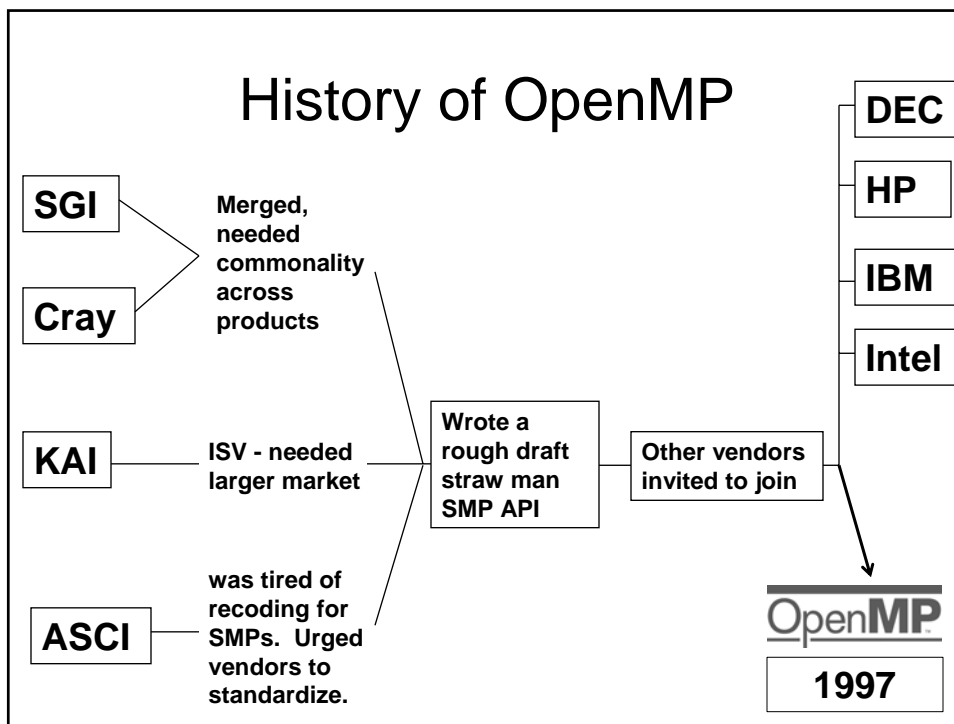 History of OpenMP
SGI
Cray
Merged,
needed
commonality
across
products
KAI
ISV - needed
larger market
ASCI
was tired of
recoding for
SMPs.  Urged
vendors to
standardize.
Wrote a
rough draft
straw man
SMP API
Other vendors
invited to join
DEC
HP
IBM
Intel
OpenMP™
1997